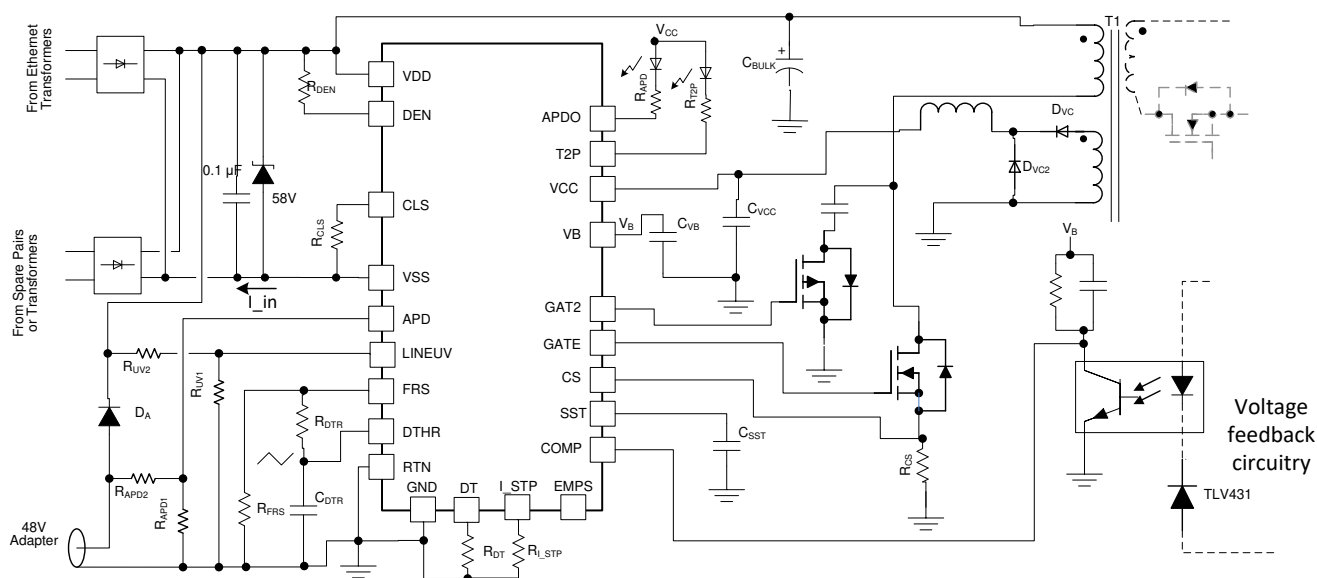 From Ethernet
Transformers
From Spare Pairs
or Transformers
48V
Adapter
0.1 µF
58V
I_in
R_DEN
R_CLS
R_UV2
R_UV1
D_A
R_APD2
R_APD1
R_FRS
R_DTR
C_DTR
VDD
DEN
CLS
VSS
APD
LINEUV
FRS
DTHR
RTN
GND
DT
I_STP
EMPS
R_DT
R_I_STP
APDO
T2P
VCC
VB
GAT2
GATE
CS
SST
COMP
V_CC
R_APD
R_T2P
C_BULK
+
V_B
C_VB
C_VCC
C_SST
R_CS
D_VC
D_VC2
T1
V_B
Voltage
feedback
circuitry
TLV431